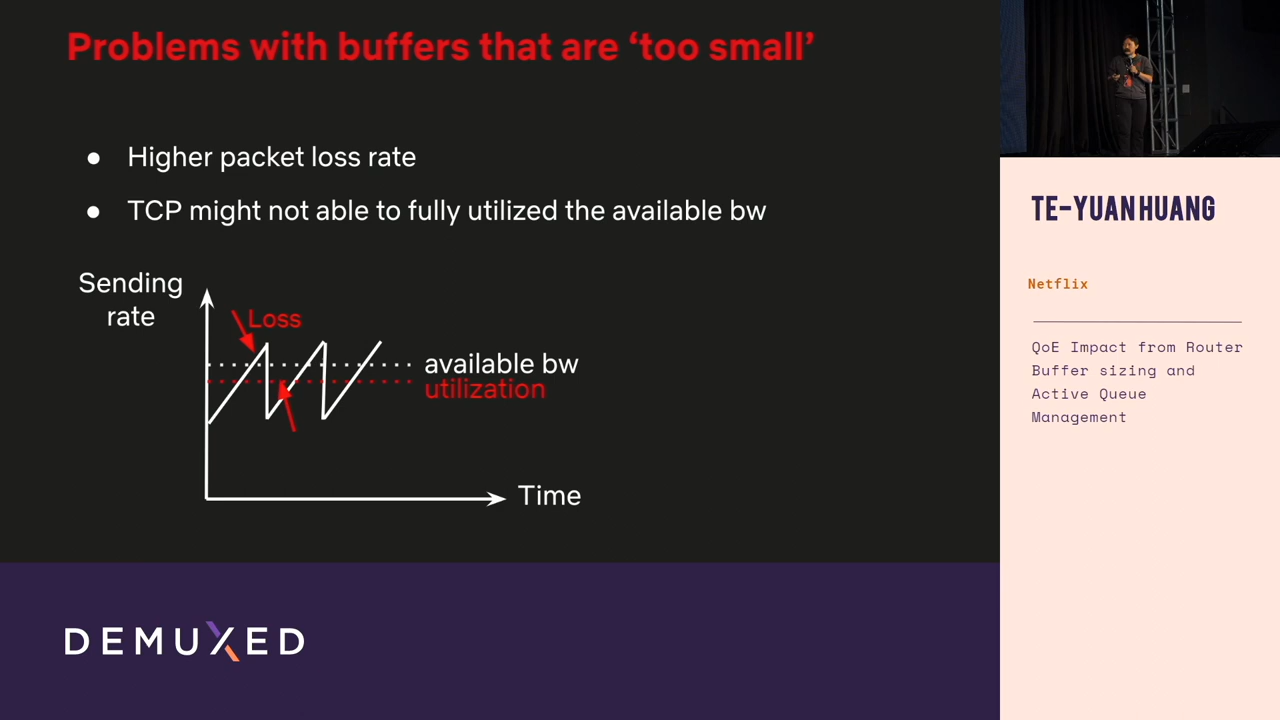 Problems with buffers that are ‘too small’
● Higher packet loss rate
● TCP might not able to fully utilized the available bw
Sending
rate
Loss
available bw
utilization
Time
DEMUXED
TE-YUAN HUANG
Netflix
QoE Impact from Router
Buffer sizing and
Active Queue
Management